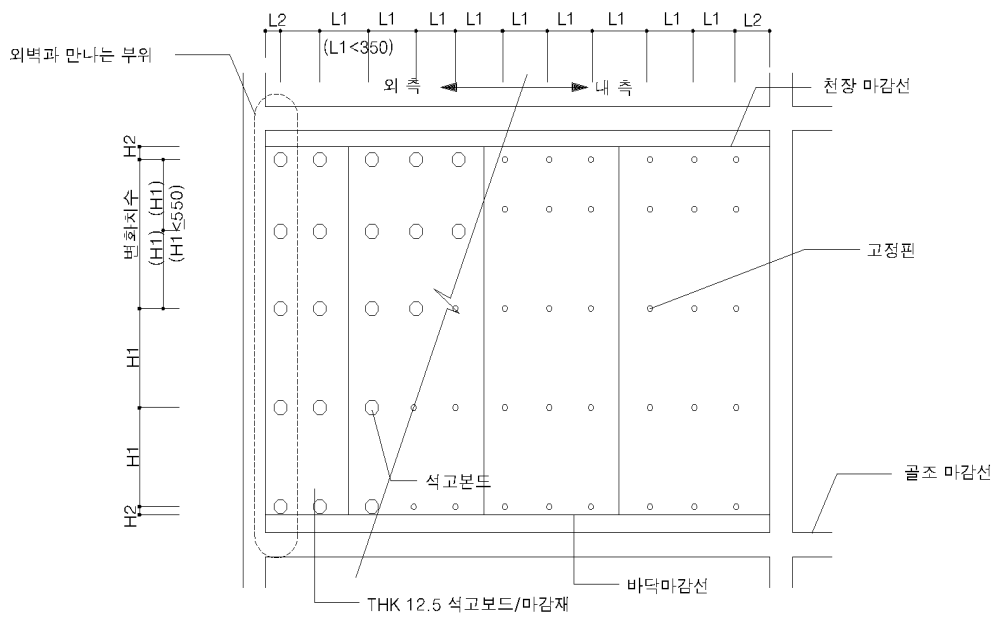 L2 L1 L1 L1 L1 L1 L1 L1 L1 L1 L2
(L1<350)
외벽과 만나는 부위
외 측
내 측
천장 마감선
H2
변화치수
(H1) (H1)
(H1≤550)
고정핀
H1
H1
석고본드
골조 마감선
H2
바닥마감선
THK 12.5 석고보드/마감재